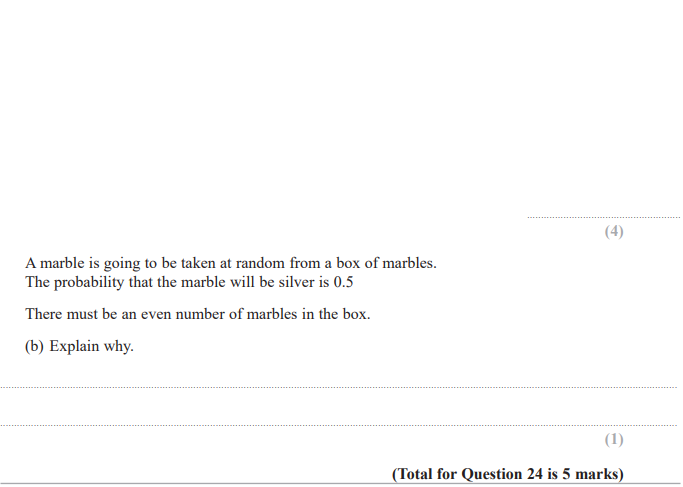 (4)
A marble is going to be taken at random from a box of marbles.
The probability that the marble will be silver is 0.5
There must be an even number of marbles in the box.
(b) Explain why.
(1)
(Total for Question 24 is 5 marks)